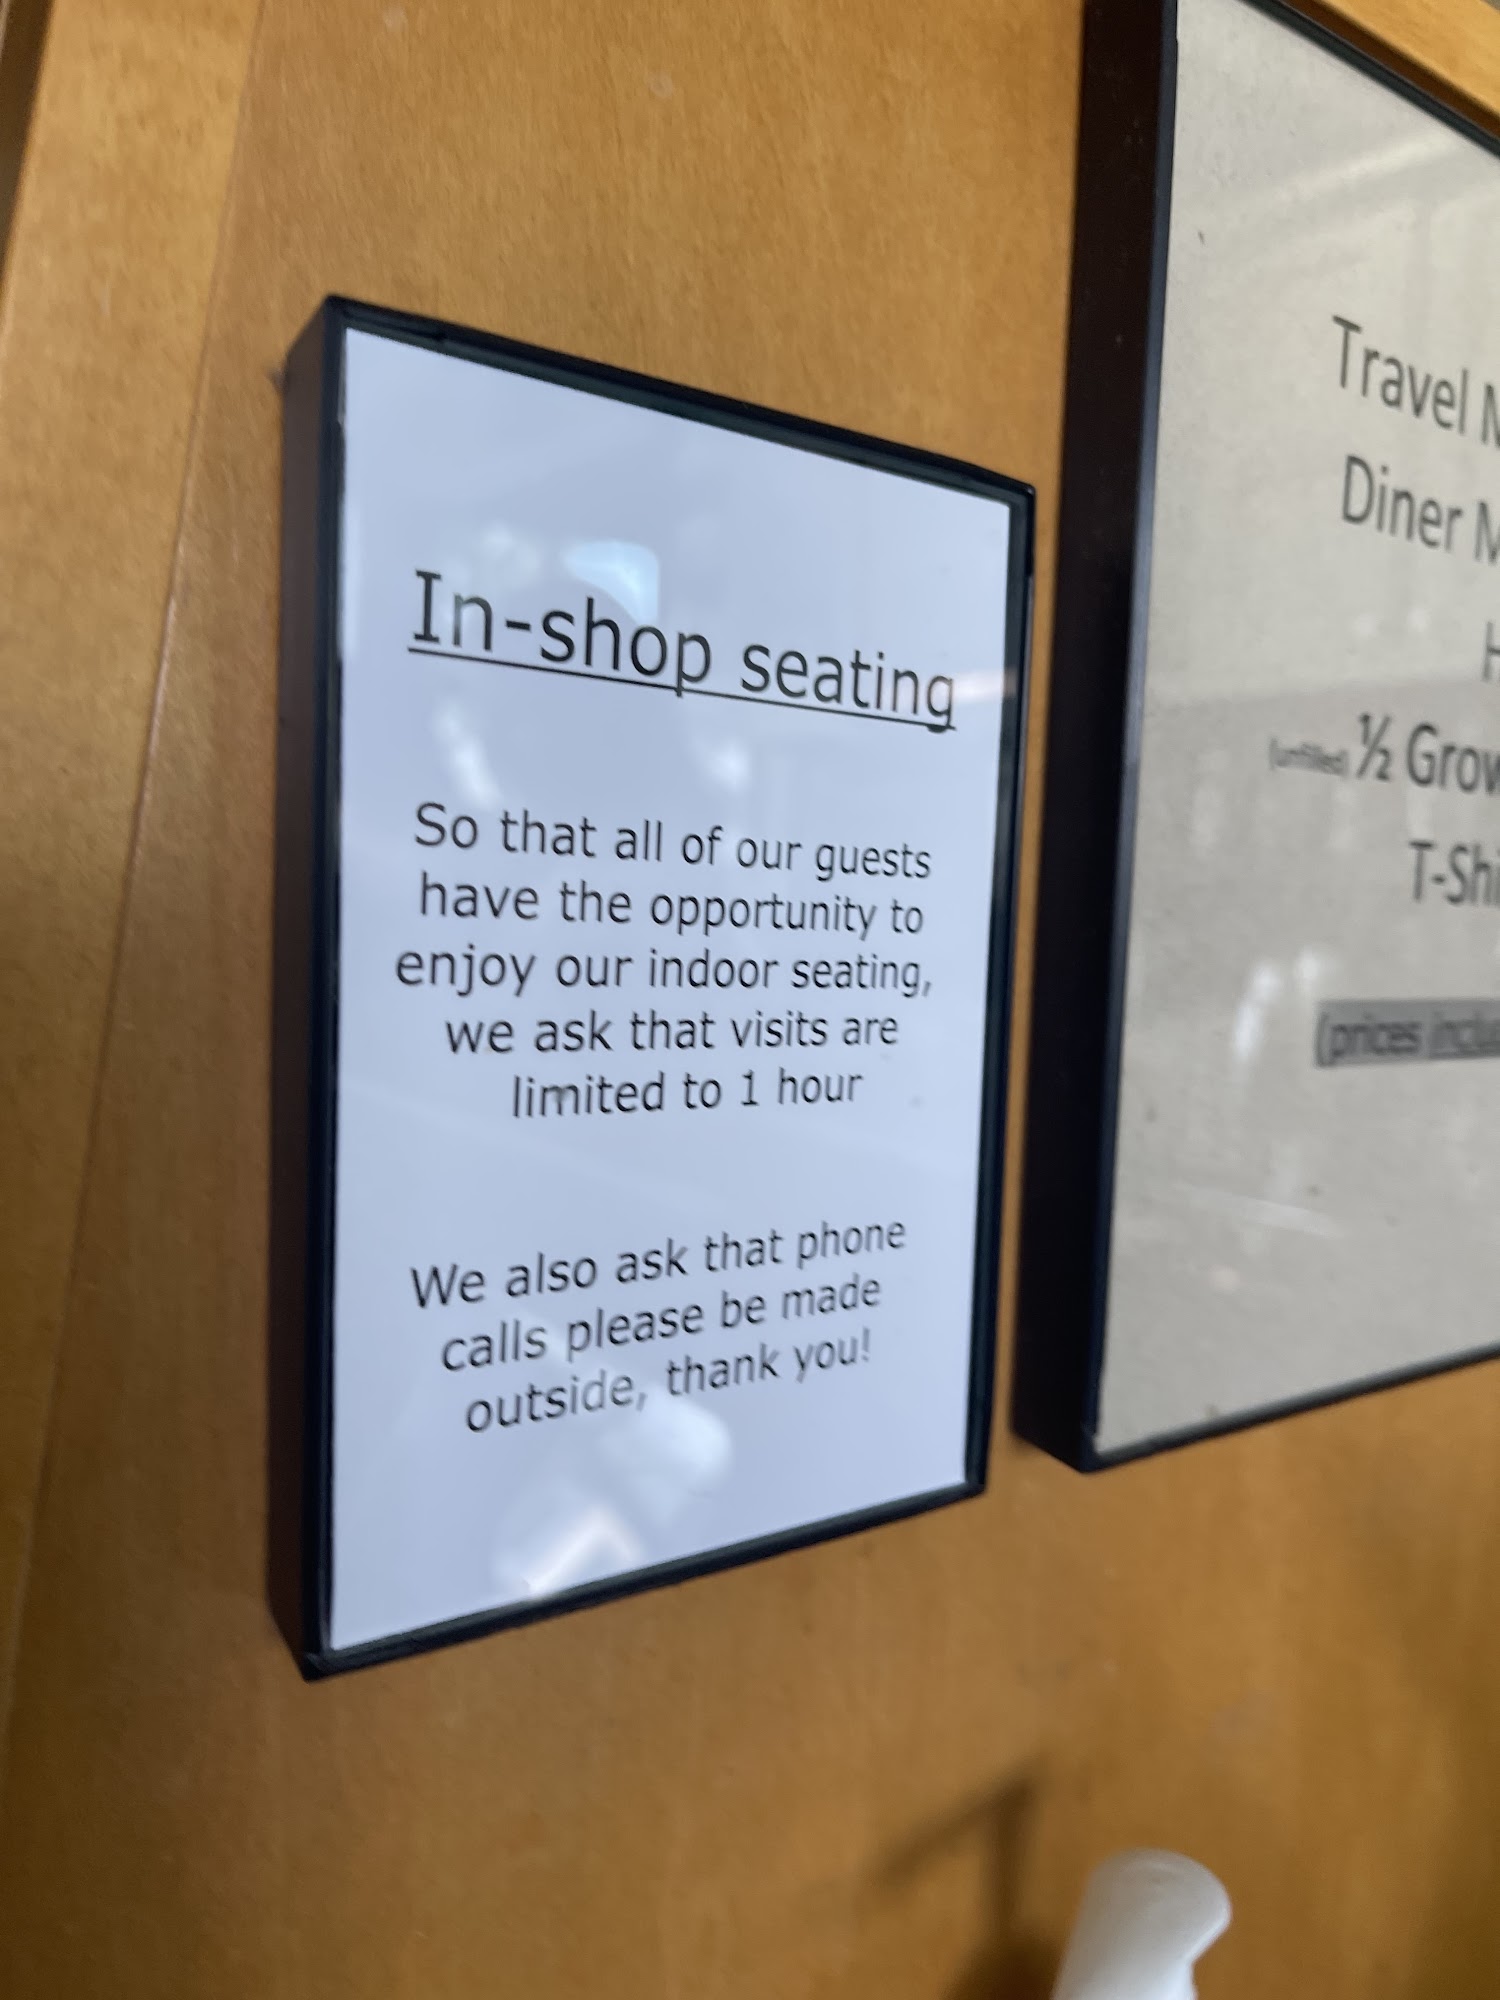 In-shop seating
So that all of our guests
have the opportunity to
enjoy our indoor seating,
we ask that visits are
limited to 1 hour
We also ask that phone
calls please be made
outside, thank you!
Travel
Diner
(unfilled) ½
(prices